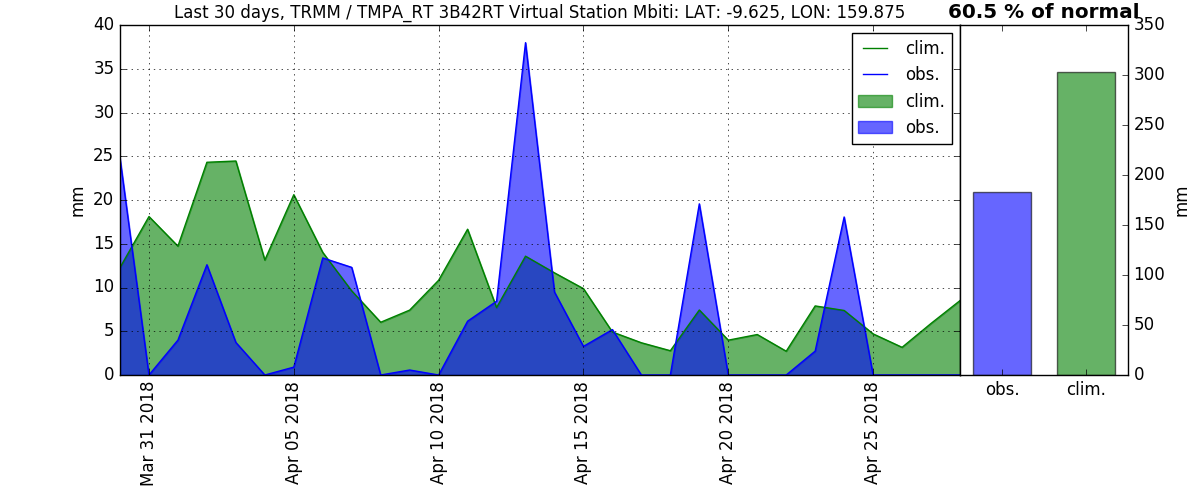 Last 30 days, TRMM / TMPA_RT 3B42RT Virtual Station Mbiti: LAT: -9.625, LON: 159.875
60.5 % of normal
40
35
30
25
20
15
10
5
0
mm
clim.
obs.
clim.
obs.
350
300
250
200
150
100
50
0
mm
Mar 31 2018
Apr 05 2018
Apr 10 2018
Apr 15 2018
Apr 20 2018
Apr 25 2018
obs.
clim.